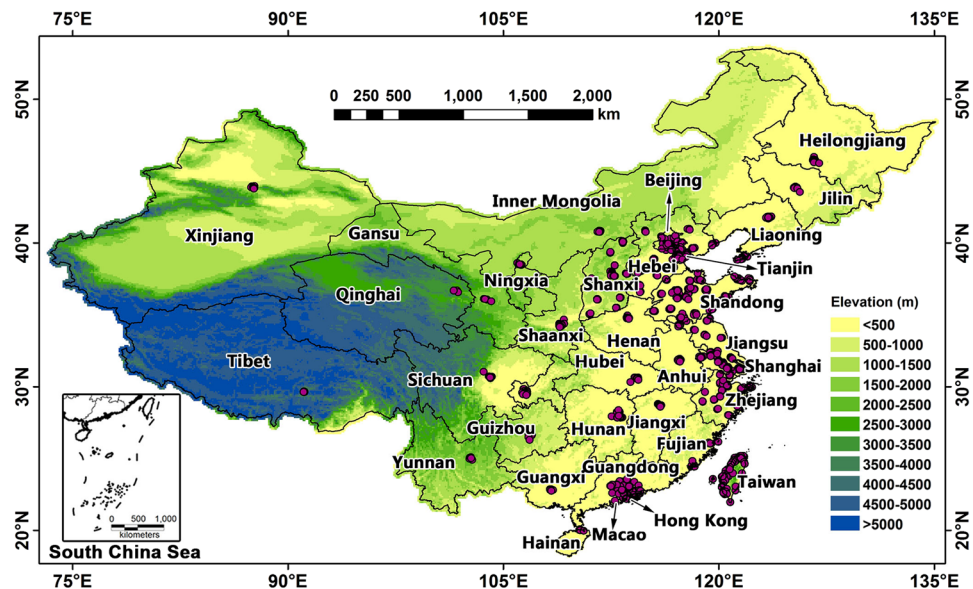 75°E 90°E 105°E 120°E 135°E
0 250 500 1,000 1,500 2,000
km
50°N 50°N
Heilongjiang
Beijing
Jilin
Inner Mongolia
Xinjiang Gansu Liaoning
40°N 40°N
Hebei Tianjin
Ningxia Shanxi
Qinghai
Shandong
Elevation (m)
<500
Shaanxi Henan Jiangsu
500-1000
Tibet Hubei Shanghai
1000-1500
30°N 30°N
Sichuan Anhui
1500-2000
Zhejiang
2000-2500
Guizhou Hunan Jiangxi
2500-3000
Fujian
3000-3500
Yunnan Guangxi Guangdong
3500-4000
Taiwan
4000-4500
4500-5000
0 500 1,000
kilometers
Hong Kong
>5000
20°N 20°N
Macao
Hainan
South China Sea
75°E 90°E 105°E 120°E 135°E